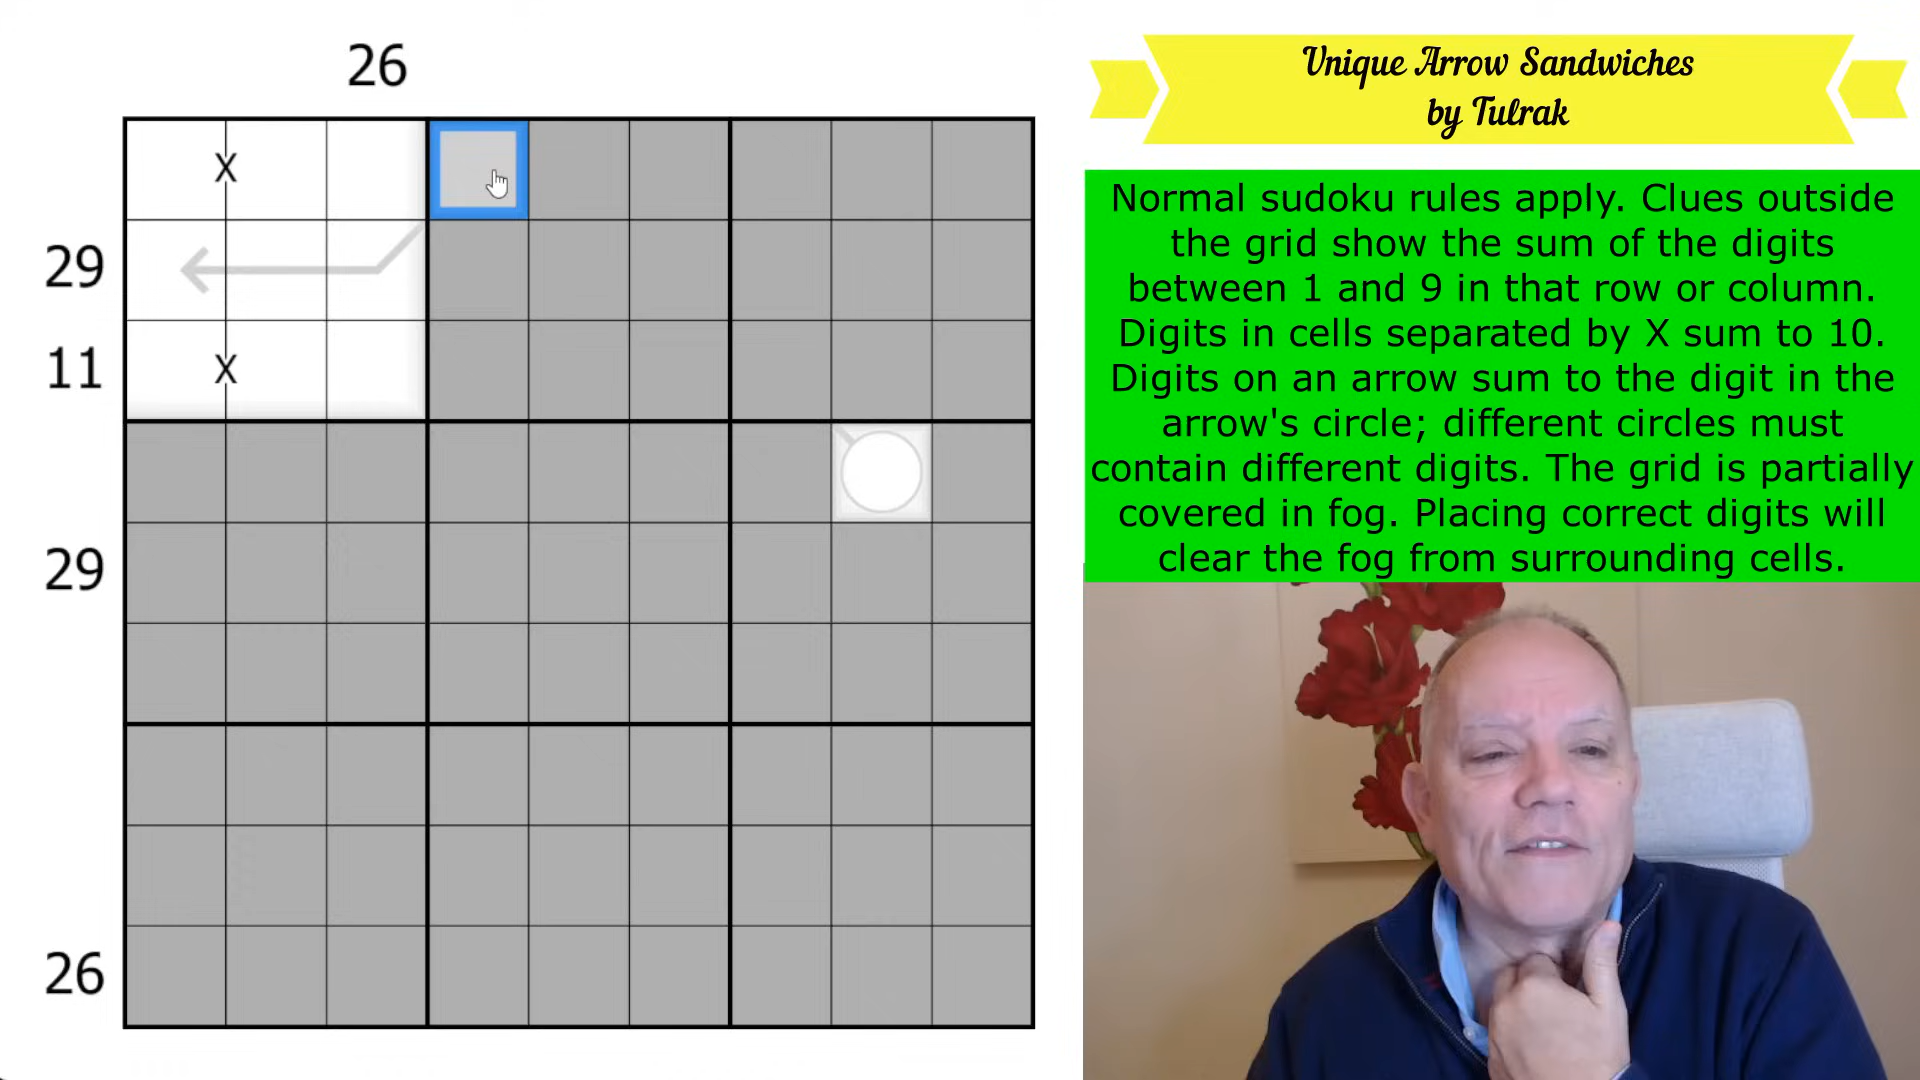 26
Unique Arrow Sandwiches
by Tulrak
X
29
11
X
29
26
Normal sudoku rules apply. Clues outside
the grid show the sum of the digits
between 1 and 9 in that row or column.
Digits in cells separated by X sum to 10.
Digits on an arrow sum to the digit in the
arrow's circle; different circles must
contain different digits. The grid is partially
covered in fog. Placing correct digits will
clear the fog from surrounding cells.